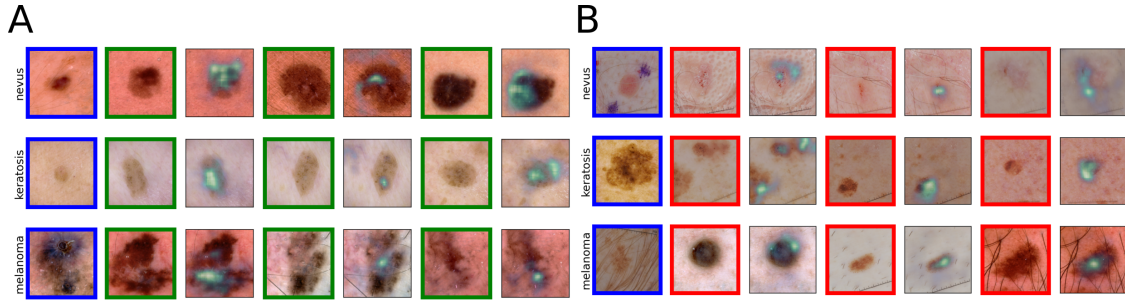 A
B
nevus
nevus
keratosis
keratosis
melanoma
melanoma